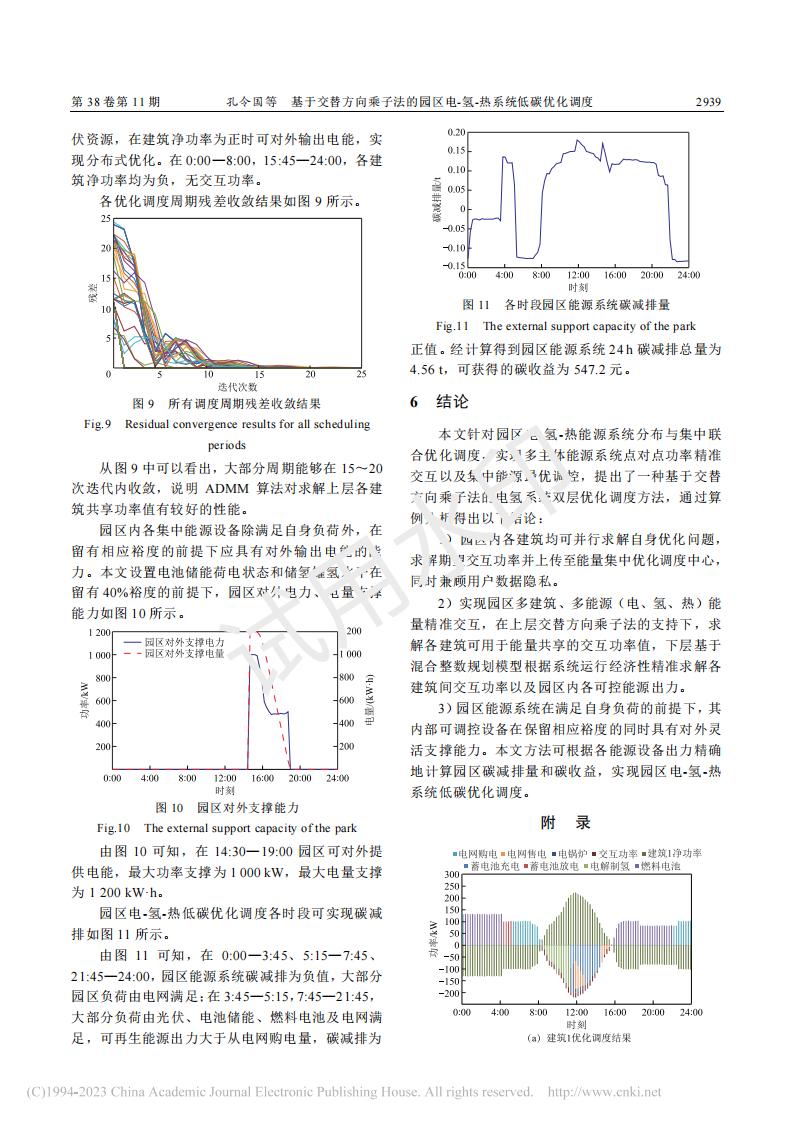 第 38 卷第 11 期 孔令国等 基于交替方向乘子法的园区电-氢-热系统低碳优化调度 2939
伏资源，在建筑净功率为正时可对外输出电能，实
现分布式优化。在 0:00—8:00，15:45—24:00，各建
筑净功率均为负，无交互功率。
各优化调度周期残差收敛结果如图 9 所示。
25
20
15
10
5
0
残差
5 10 15 20 25
迭代次数
图 9 所有调度周期残差收敛结果
Fig.9 Residual convergence results for all scheduling
periods
从图 9 中可以看出，大部分周期能够在 15～20
次迭代内收敛，说明 ADMM 算法对求解上层各建
筑共享功率值有较好的性能。
园区内各集中能源设备除满足自身负荷外，在
留有相应裕度的前提下应具有对外输出电能的能
力。本文设置电池储能荷电状态和储氢罐氢 在
留有 40%裕度的前提下，园区对外电力、电量支撑
能力如图 10 所示。
1 200
1 000
800
600
400
200
功率/kW
园区对外支撑电力
园区对外支撑电量
200
1 000
800
600
400
200
电量/(kW·h)
0:00 4:00 8:00 12:00 16:00 20:00 24:00
时刻
图 10 园区对外支撑能力
Fig.10 The external support capacity of the park
由图 10 可知，在 14:30—19:00 园区可对外提
供电能，最大功率支撑为 1 000 kW，最大电量支撑
为 1 200 kW·h。
园区电-氢-热低碳优化调度各时段可实现碳减
排如图 11 所示。
由图 11 可知，在 0:00—3:45、5:15—7:45、
21:45—24:00，园区能源系统碳减排为负值，大部分
园区负荷由电网满足；在 3:45—5:15，7:45—21:45，
大部分负荷由光伏、电池储能、燃料电池及电网满
足，可再生能源出力大于从电网购电量，碳减排为
0.20
0.15
0.10
0.05
0
−0.05
−0.10
−0.15
碳减排量/t
0:00 4:00 8:00 12:00 16:00 20:00 24:00
时刻
图 11 各时段园区能源系统碳减排量
Fig.11 The external support capacity of the park
正值。经计算得到园区能源系统 24 h 碳减排总量为
4.56 t，可获得的碳收益为 547.2 元。
6 结论
本文针对园区电-氢-热能源系统分布与集中联
合优化调度，实现多主体能源系统点对点功率精准
交互以及集中能源最优调控，提出了一种基于交替
方向乘子法的电氢系统双层优化调度方法，通过算
例分析得出以下结论：
1）园区内各建筑均可并行求解自身优化问题，
求解期望交互功率并上传至能量集中优化调度中心，
同时兼顾用户数据隐私。
2）实现园区多建筑、多能源（电、氢、热）能
量精准交互，在上层交替方向乘子法的支持下，求
解各建筑可用于能量共享的交互功率值，下层基于
混合整数规划模型根据系统运行经济性精准求解各
建筑间交互功率以及园区内各可控能源出力。
3）园区能源系统在满足自身负荷的前提下，其
内部可调控设备在保留相应裕度的同时具有对外灵
活支撑能力。本文方法可根据各能源设备出力精确
地计算园区碳减排量和碳收益，实现园区电-氢-热
系统低碳优化调度。
附 录
电网购电 电网售电 电锅炉 交互功率 建筑1净功率
蓄电池充电 蓄电池放电 电解制氢 燃料电池
300
250
200
150
100
50
0
−50
−100
−150
−200
功率/kW
0:00 4:00 8:00 12:00 16:00 20:00 24:00
时刻
(a) 建筑1优化调度结果
试用水印
(C)1994-2023 China Academic Journal Electronic Publishing House. All rights reserved. http://www.cnki.net